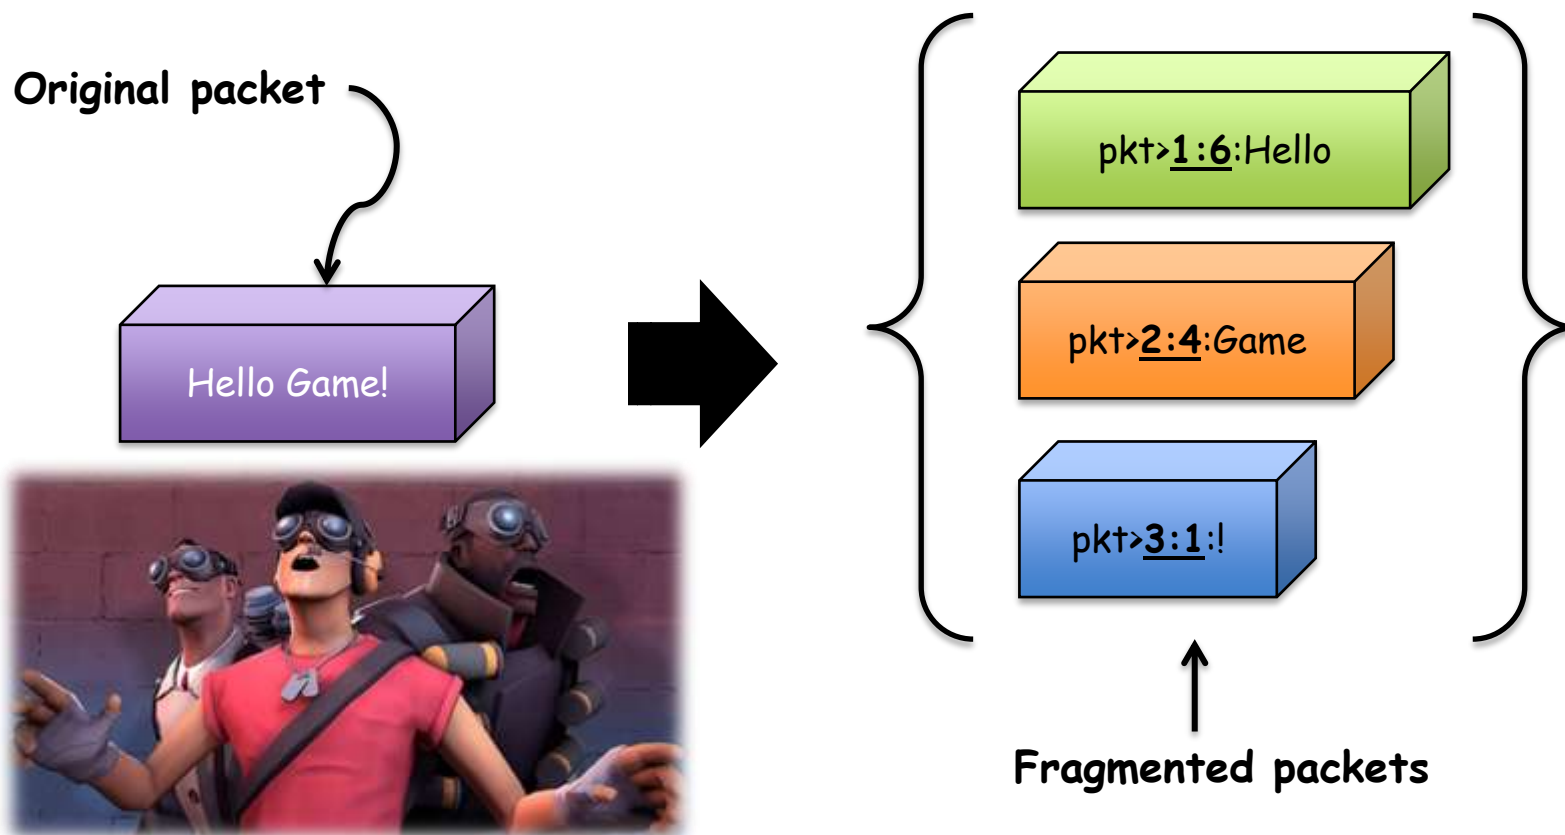 Original packet
Hello Game!
pkt>1:6:Hello
pkt>2:4:Game
pkt>3:1:!
Fragmented packets